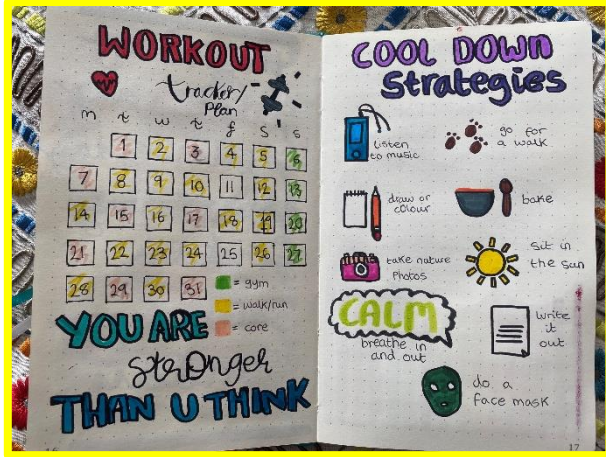 WORKOUT
tracker/
Plan
m t w t f s s
1 2 3 4 5 6
7 8 9 10 11 12 13
14 15 16 17 18 19 20
21 22 23 24 25 26 27
28 29 30 31
= gym
= walk/run
= core
YOU ARE
strOnger
THAN U THINK
COOL DOWN
Strategies
listen
to music
go for
a walk
draw or
colour
bake
take nature
Photos
sit in
the sun
CALM
breathe in
and out
write
it
out
do a
face mask
17